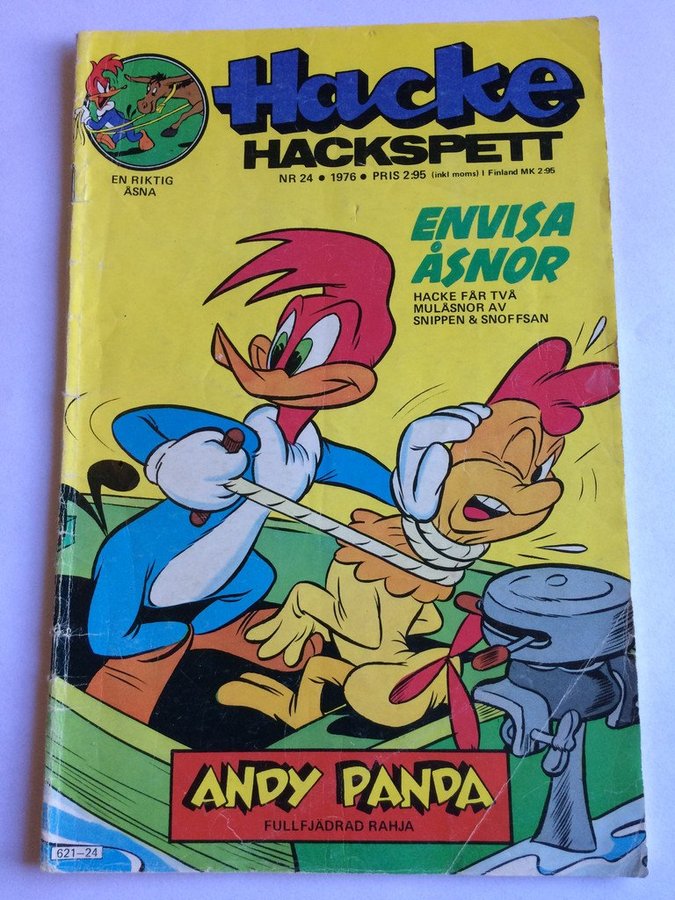 Hacke
HACKSPETT
NR 24 • 1976 • PRIS 2:95 (inkl moms) I Finland MK 2:95
EN RIKTIG
ÅSNA
ENVISA
ÅSNOR
HACKE FÅR TVÅ
MULÅSNOR AV
SNIPPEN & SNOFFSAN
ANDY PANDA
FULLFJÄDRAD RAHJA
621-24